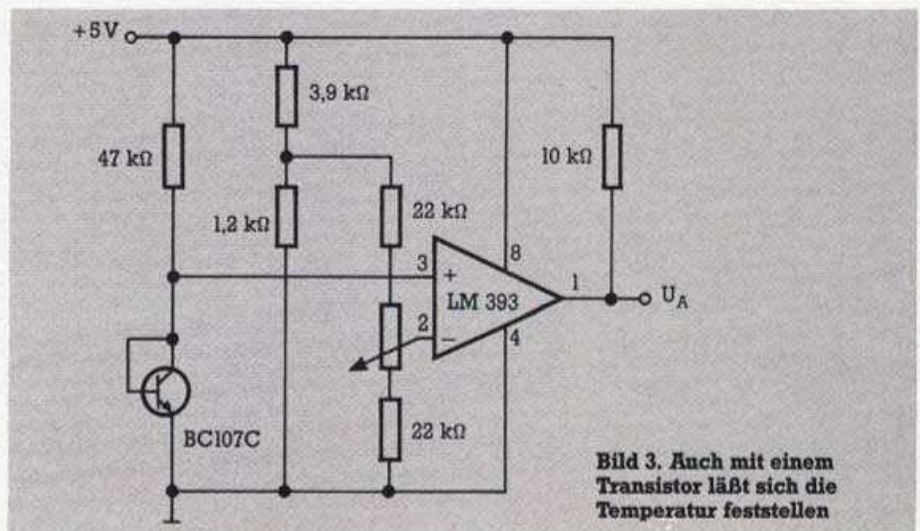 +5V
3,9 kΩ
47 kΩ
10 kΩ
1,2 kΩ
22 kΩ
8
3
+
1
LM 393
U_A
2
−
4
22 kΩ
BC107C
Bild 3. Auch mit einem
Transistor läßt sich die
Temperatur feststellen